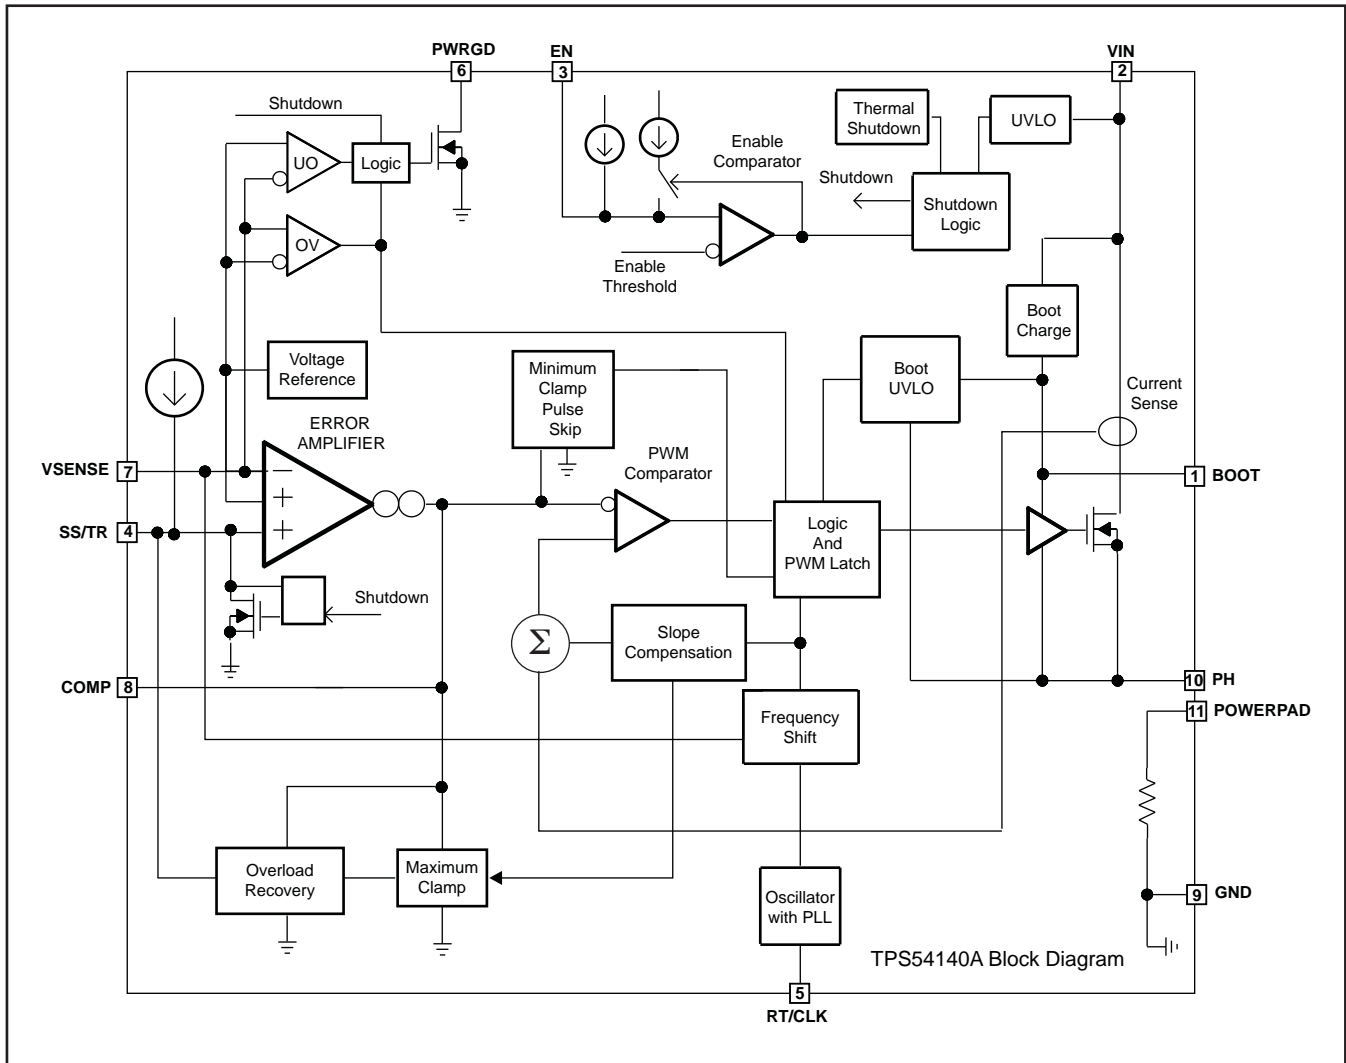 PWRGD
6
EN
3
VIN
2
Shutdown
UO
Logic
OV
Enable
Comparator
Enable
Threshold
Thermal
Shutdown
UVLO
Shutdown
Shutdown
Logic
Boot
Charge
Voltage
Reference
Minimum
Clamp
Pulse
Skip
Boot
UVLO
Current
Sense
ERROR
AMPLIFIER
VSENSE
7
−
+
+
PWM
Comparator
1
BOOT
SS/TR
4
Logic
And
PWM Latch
Shutdown
Σ
Slope
Compensation
COMP
8
10
PH
11
POWERPAD
Frequency
Shift
Overload
Recovery
Maximum
Clamp
Oscillator
with PLL
9
GND
TPS54140A Block Diagram
5
RT/CLK